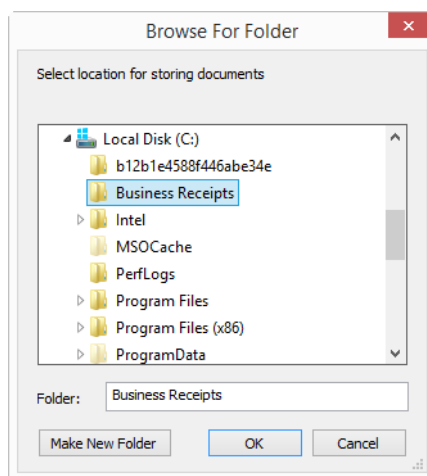 Browse For Folder
Select location for storing documents
Local Disk (C:)
b12b1e4588f446abe34e
Business Receipts
Intel
MSOCache
PerfLogs
Program Files
Program Files (x86)
ProgramData
Folder: Business Receipts
Make New Folder OK Cancel